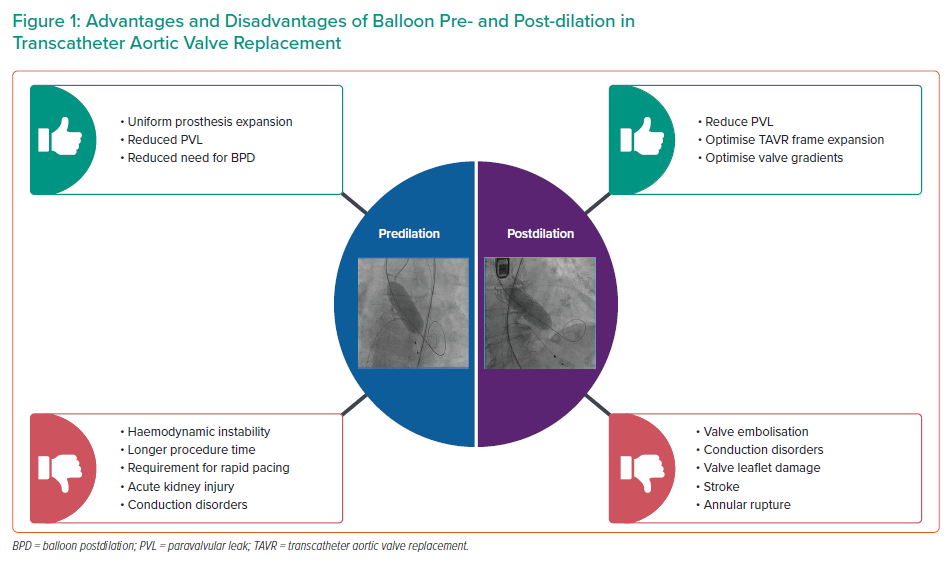 Figure 1: Advantages and Disadvantages of Balloon Pre- and Post-dilation in
Transcatheter Aortic Valve Replacement
• Uniform prosthesis expansion
• Reduced PVL
• Reduced need for BPD
• Reduce PVL
• Optimise TAVR frame expansion
• Optimise valve gradients
Predilation
Postdilation
• Haemodynamic instability
• Longer procedure time
• Requirement for rapid pacing
• Acute kidney injury
• Conduction disorders
• Valve embolisation
• Conduction disorders
• Valve leaflet damage
• Stroke
• Annular rupture
BPD = balloon postdilation; PVL = paravalvular leak; TAVR = transcatheter aortic valve replacement.